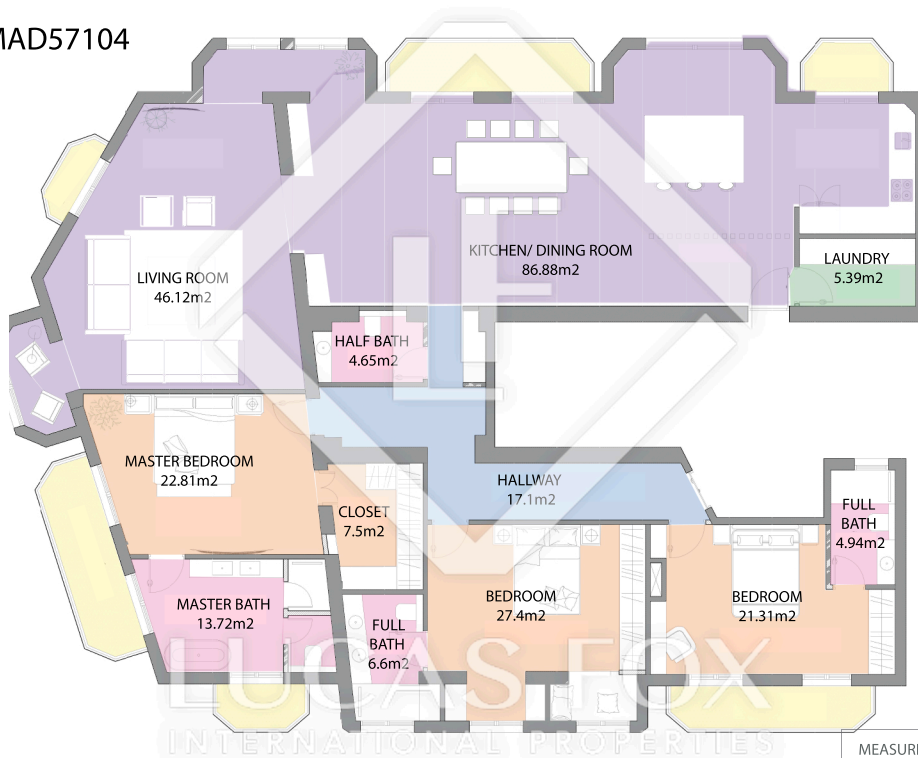 MAD57104
KITCHEN/ DINING ROOM
86.88m2
LAUNDRY
5.39m2
LIVING ROOM
46.12m2
HALF BATH
4.65m2
MASTER BEDROOM
22.81m2
HALLWAY
17.1m2
CLOSET
7.5m2
FULL
BATH
4.94m2
BEDROOM
27.4m2
BEDROOM
21.31m2
MASTER BATH
13.72m2
FULL
BATH
6.6m2
LUCAS FOX
INTERNATIONAL PROPERTIES